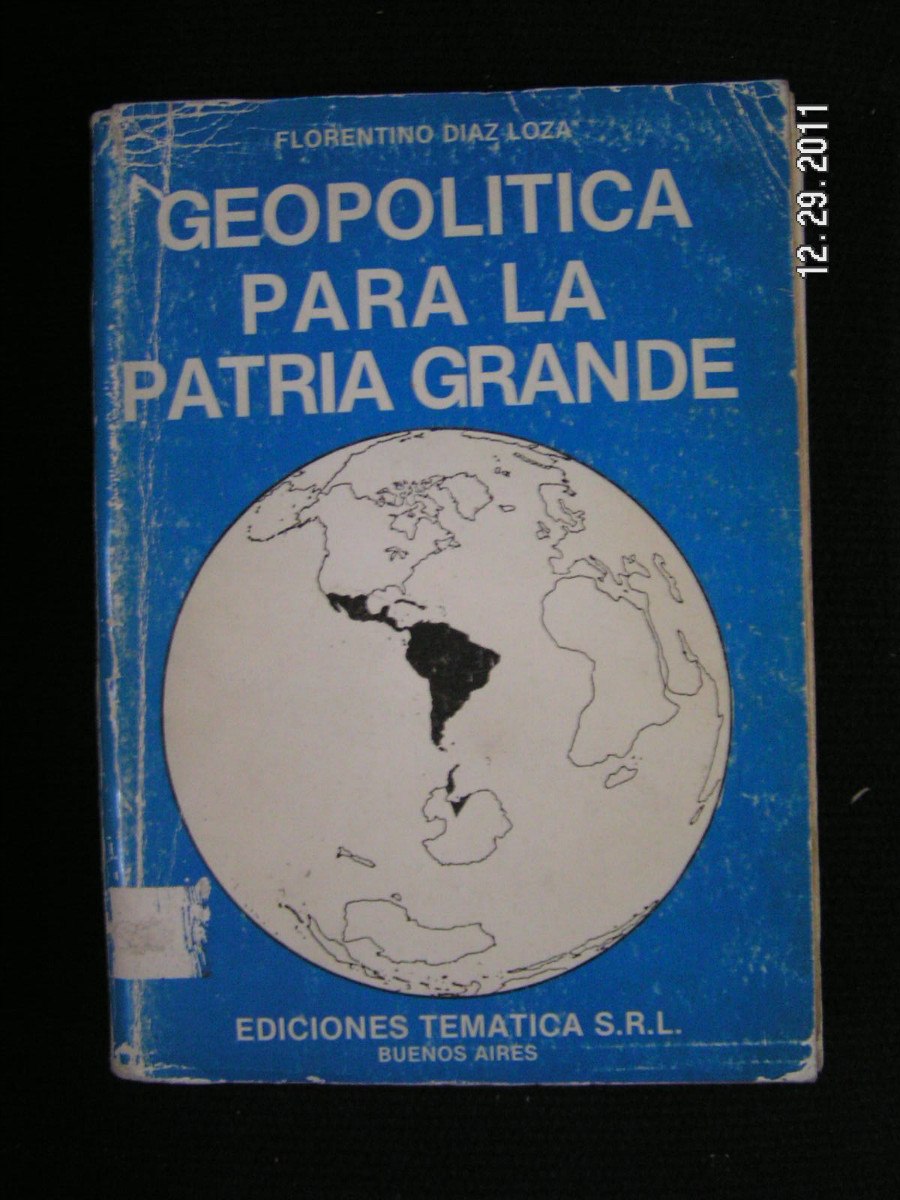 FLORENTINO DIAZ LOZA
GEOPOLITICA
PARA LA
PATRIA GRANDE
EDICIONES TEMATICA S.R.L.
BUENOS AIRES
12.29.2011